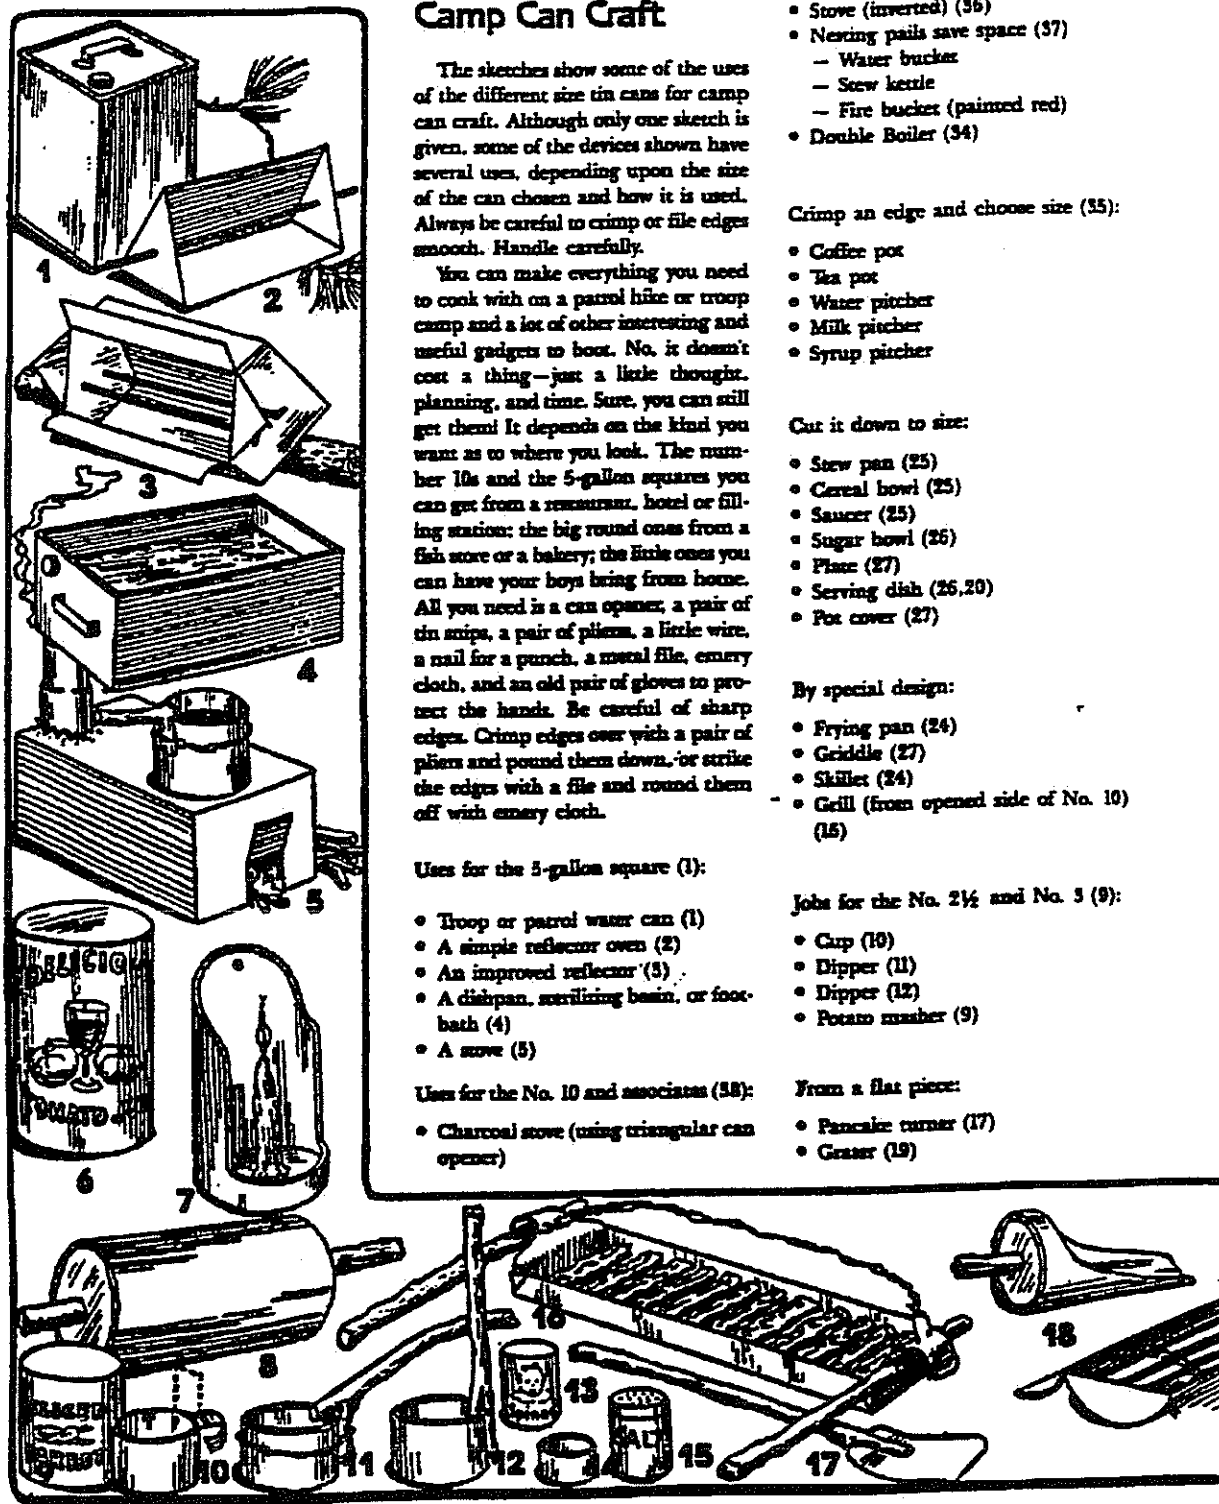 Camp Can Craft
The sketches show some of the uses
of the different size tin cans for camp
can craft. Although only one sketch is
given, some of the devices shown have
several uses, depending upon the size
of the can chosen and how it is used.
Always be careful to crimp or file edges
smooth. Handle carefully.
You can make everything you need
to cook with on a patrol hike or troop
camp and a lot of other interesting and
useful gadgets to boot. No, it doesn't
cost a thing—just a little thought,
planning, and time. Sure, you can still
get them! It depends on the kind you
want as to where you look. The num-
ber 10s and the 5-gallon squares you
can get from a restaurant, hotel or fill-
ing station; the big round ones from a
fish store or a bakery; the little ones you
can have your boys bring from home.
All you need is a can opener, a pair of
tin snips, a pair of pliers, a little wire,
a nail for a punch, a metal file, emery
cloth, and an old pair of gloves to pro-
tect the hands. Be careful of sharp
edges. Crimp edges over with a pair of
pliers and pound them down, or strike
the edges with a file and round them
off with emery cloth.
Uses for the 5-gallon square (1):
• Troop or patrol water can (1)
• A simple reflector oven (2)
• An improved reflector (3)
• A dishpan, sterilizing basin, or foot-
bath (4)
• A stove (5)
Uses for the No. 10 and associates (38):
• Charcoal stove (using triangular can
opener)
• Stove (inverted) (36)
• Nesting pails save space (37)
– Water bucket
– Stew kettle
– Fire bucket (painted red)
• Double Boiler (34)
Crimp an edge and choose size (35):
• Coffee pot
• Tea pot
• Water pitcher
• Milk pitcher
• Syrup pitcher
Cut it down to size:
• Stew pan (25)
• Cereal bowl (25)
• Saucer (25)
• Sugar bowl (26)
• Plate (27)
• Serving dish (26,20)
• Pot cover (27)
By special design:
• Frying pan (24)
• Griddle (27)
• Skillet (24)
• Grill (from opened side of No. 10)
(16)
Jobs for the No. 2½ and No. 3 (9):
• Cup (10)
• Dipper (11)
• Dipper (12)
• Potato masher (9)
From a flat piece:
• Pancake turner (17)
• Grater (19)
1
2
3
4
5
6
7
8
10
11
12
13
15
16
17
18